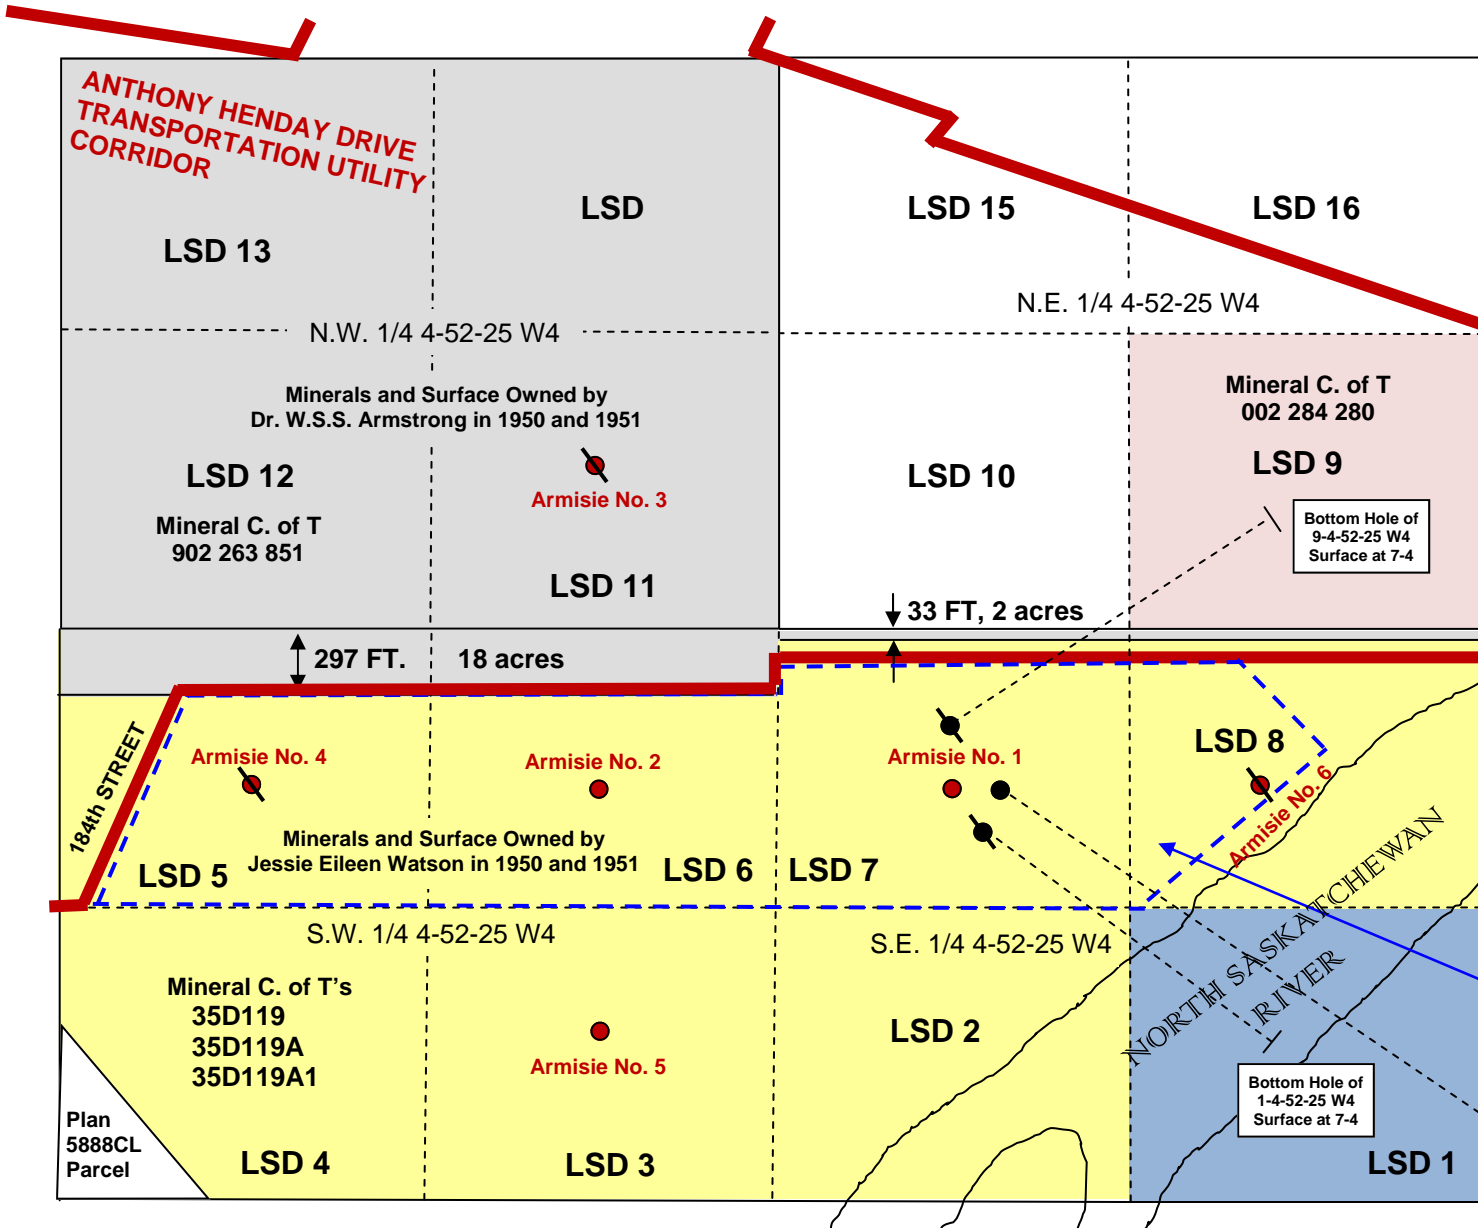 ANTHONY HENDAY DRIVE
TRANSPORTATION UTILITY
CORRIDOR
LSD
LSD 15
LSD 16
LSD 13
N.W. 1/4 4-52-25 W4
N.E. 1/4 4-52-25 W4
Minerals and Surface Owned by
Dr. W.S.S. Armstrong in 1950 and 1951
Mineral C. of T
002 284 280
LSD 12
Armisie No. 3
LSD 10
LSD 9
Mineral C. of T
902 263 851
Bottom Hole of
9-4-52-25 W4
Surface at 7-4
LSD 11
33 FT, 2 acres
297 FT.
18 acres
184th STREET
Armisie No. 4
Armisie No. 2
Armisie No. 1
LSD 8
Armisie No. 6
Minerals and Surface Owned by
Jessie Eileen Watson in 1950 and 1951
LSD 5
LSD 6
LSD 7
S.W. 1/4 4-52-25 W4
S.E. 1/4 4-52-25 W4
NORTH SASKATCHEWAN
RIVER
Mineral C. of T's
35D119
35D119A
35D119A1
LSD 2
Armisie No. 5
Bottom Hole of
1-4-52-25 W4
Surface at 7-4
Plan
5888CL
Parcel
LSD 4
LSD 3
LSD 1